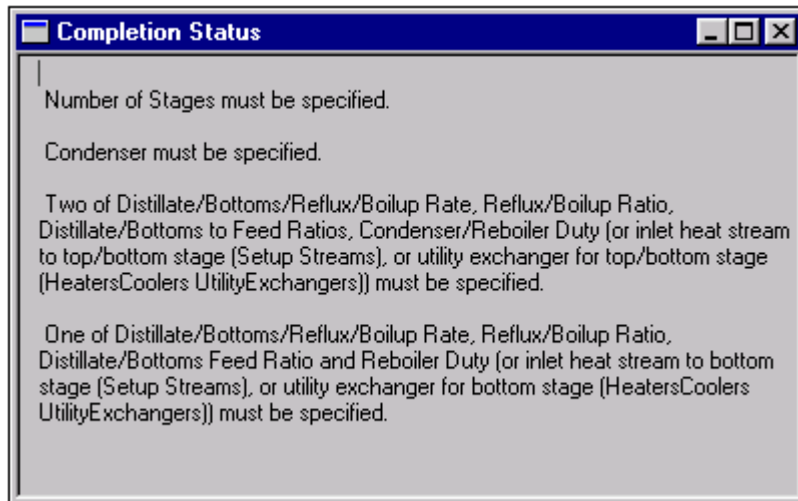 Completion Status
Number of Stages must be specified.
Condenser must be specified.
Two of Distillate/Bottoms/Reflux/Boilup Rate, Reflux/Boilup Ratio,
Distillate/Bottoms to Feed Ratios, Condenser/Reboiler Duty (or inlet heat stream
to top/bottom stage (Setup Streams), or utility exchanger for top/bottom stage
(HeatersCoolers UtilityExchangers)) must be specified.
One of Distillate/Bottoms/Reflux/Boilup Rate, Reflux/Boilup Ratio,
Distillate/Bottoms Feed Ratio and Reboiler Duty (or inlet heat stream to bottom
stage (Setup Streams), or utility exchanger for bottom stage (HeatersCoolers
UtilityExchangers)) must be specified.